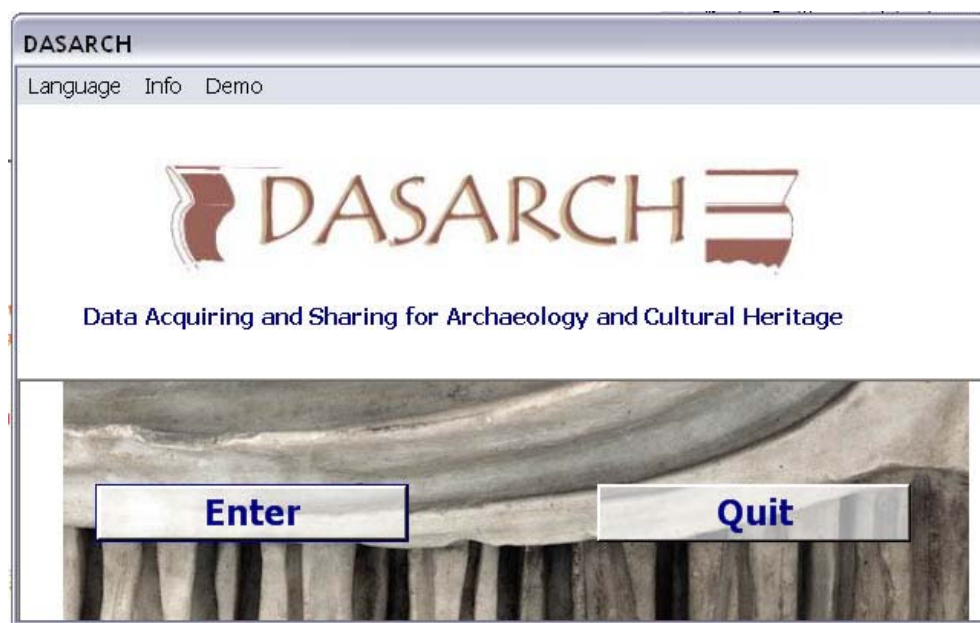 DASARCH
Language Info Demo
DASARCH
Data Acquiring and Sharing for Archaeology and Cultural Heritage
Enter Quit